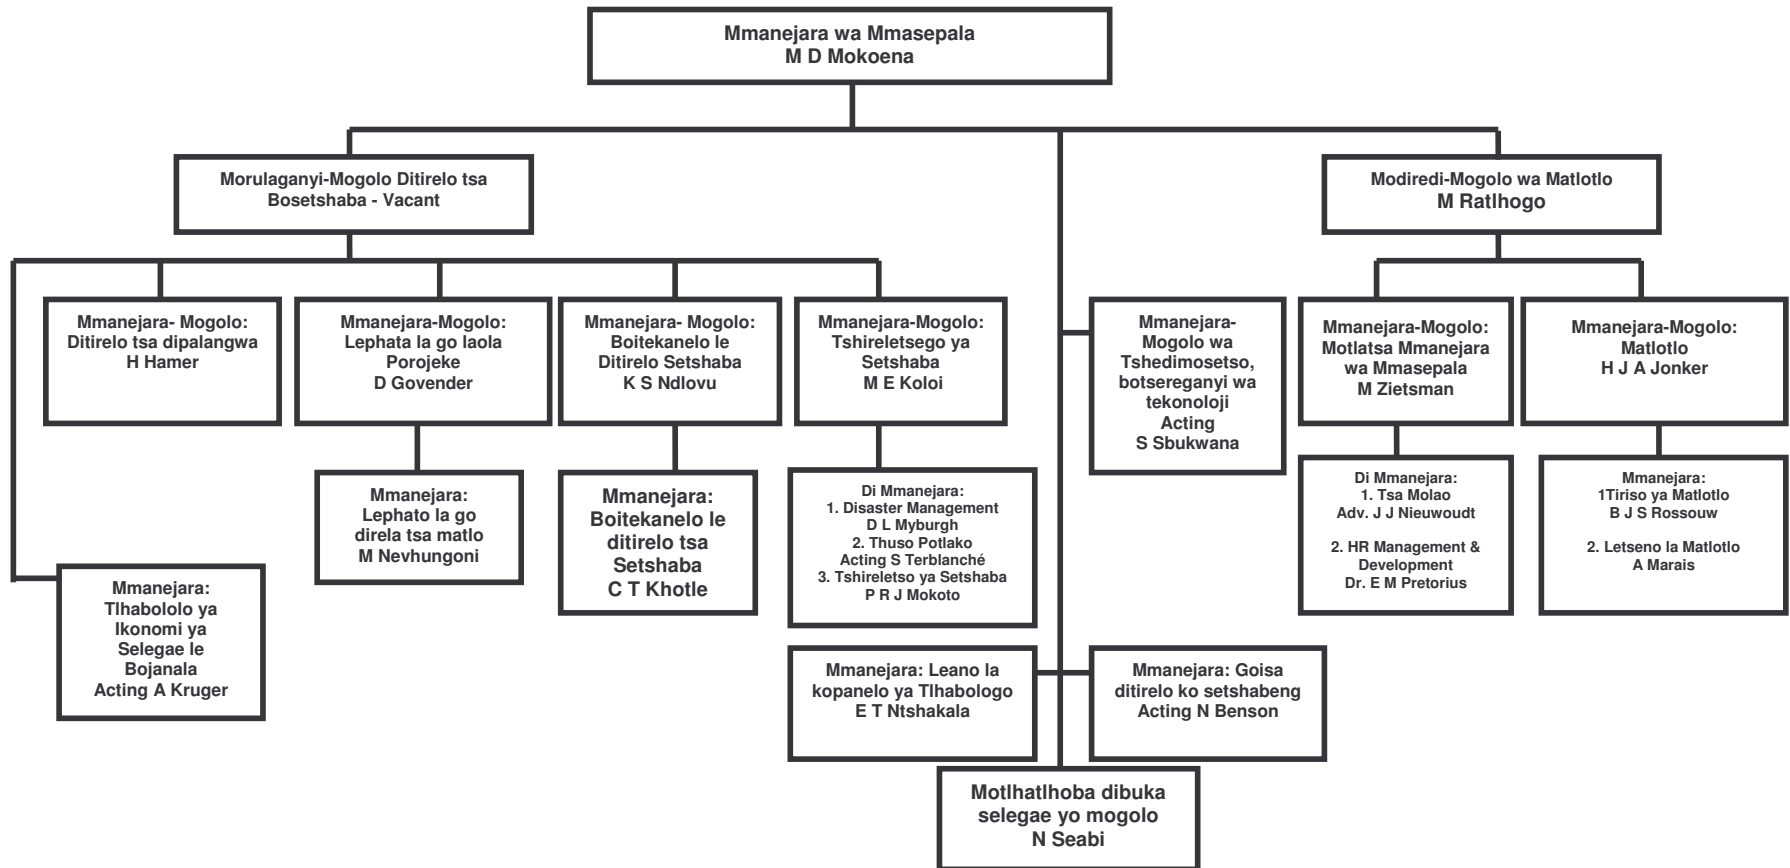 Mmanejara wa Mmasepala
M D Mokoena
Morulaganyi-Mogolo Ditirelo tsa
Bosetshaba - Vacant
Modiredi-Mogolo wa Matlotlo
M Ratlhogo
Mmanejara- Mogolo:
Ditirelo tsa dipalangwa
H Hamer
Mmanejara-Mogolo:
Lephata la go laola
Porojeke
D Govender
Mmanejara- Mogolo:
Boitekanelo le
Ditirelo Setshaba
K S Ndlovu
Mmanejara-Mogolo:
Tshireletsego ya
Setshaba
M E Koloi
Mmanejara-
Mogolo wa
Tshedimosetso,
botsereganyi wa
tekonoloji
Acting
S Sbukwana
Mmanejara-Mogolo:
Motlatsa Mmanejara
wa Mmasepala
M Zietsman
Mmanejara-Mogolo:
Matlotlo
H J A Jonker
Mmanejara:
Lephato la go
direla tsa matlo
M Nevhungoni
Mmanejara:
Boitekanelo le
ditirelo tsa
Setshaba
C T Khotle
Di Mmanejara:
1. Disaster Management
D L Myburgh
2. Thuso Potlako
Acting S Terblanché
3. Tshireletso ya Setshaba
P R J Mokoto
Di Mmanejara:
1. Tsa Molao
Adv. J J Nieuwoudt
2. HR Management &
Development
Dr. E M Pretorius
Mmanejara:
1Tiriso ya Matlotlo
B J S Rossouw
2. Letseno la Matlotlo
A Marais
Mmanejara:
Tlhabololo ya
Ikonomi ya
Selegae le
Bojanala
Acting A Kruger
Mmanejara: Leano la
kopanelo ya Tlhabologo
E T Ntshakala
Mmanejara: Goisa
ditirelo ko setshabeng
Acting N Benson
Motlhatlhoba dibuka
selegae yo mogolo
N Seabi